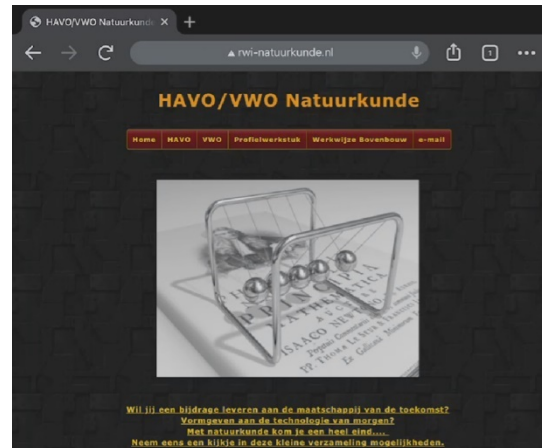 HAVO/VWO Natuurkunde
rwi-natuurkunde.nl
1
HAVO/VWO Natuurkunde
Home HAVO VWO Profielwerkstuk Werkwijze Bovenbouw e-mail
PRINCIPIA
MATHEMATICA
ISAACO NEWTON
Wil jij een bijdrage leveren aan de maatschappij van de toekomst?
Vormgeven aan de technologie van morgen?
Met natuurkunde kom je een heel eind....
Neem eens een kijkje in deze kleine verzameling mogelijkheden.